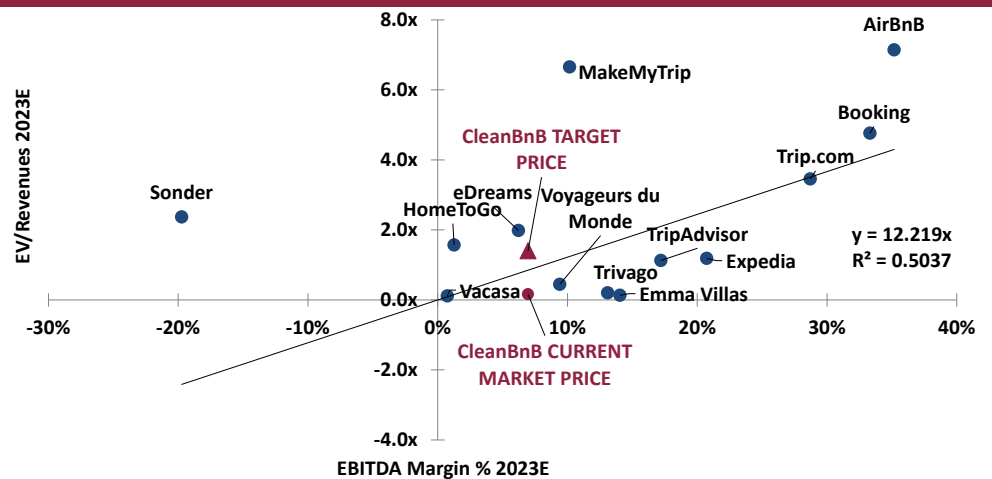 8.0x
AirBnB
6.0x
MakeMyTrip
EV/Revenues 2023E
Booking
CleanBnB TARGET
PRICE
4.0x
Trip.com
Sonder
eDreams
Voyageurs du
Monde
HomeToGo
2.0x
TripAdvisor
y = 12.219x
R² = 0.5037
Expedia
Trivago
Vacasa
Emma Villas
0.0x
-30%
-20%
-10%
0%
10%
20%
30%
40%
CleanBnB CURRENT
MARKET PRICE
-2.0x
-4.0x
EBITDA Margin % 2023E